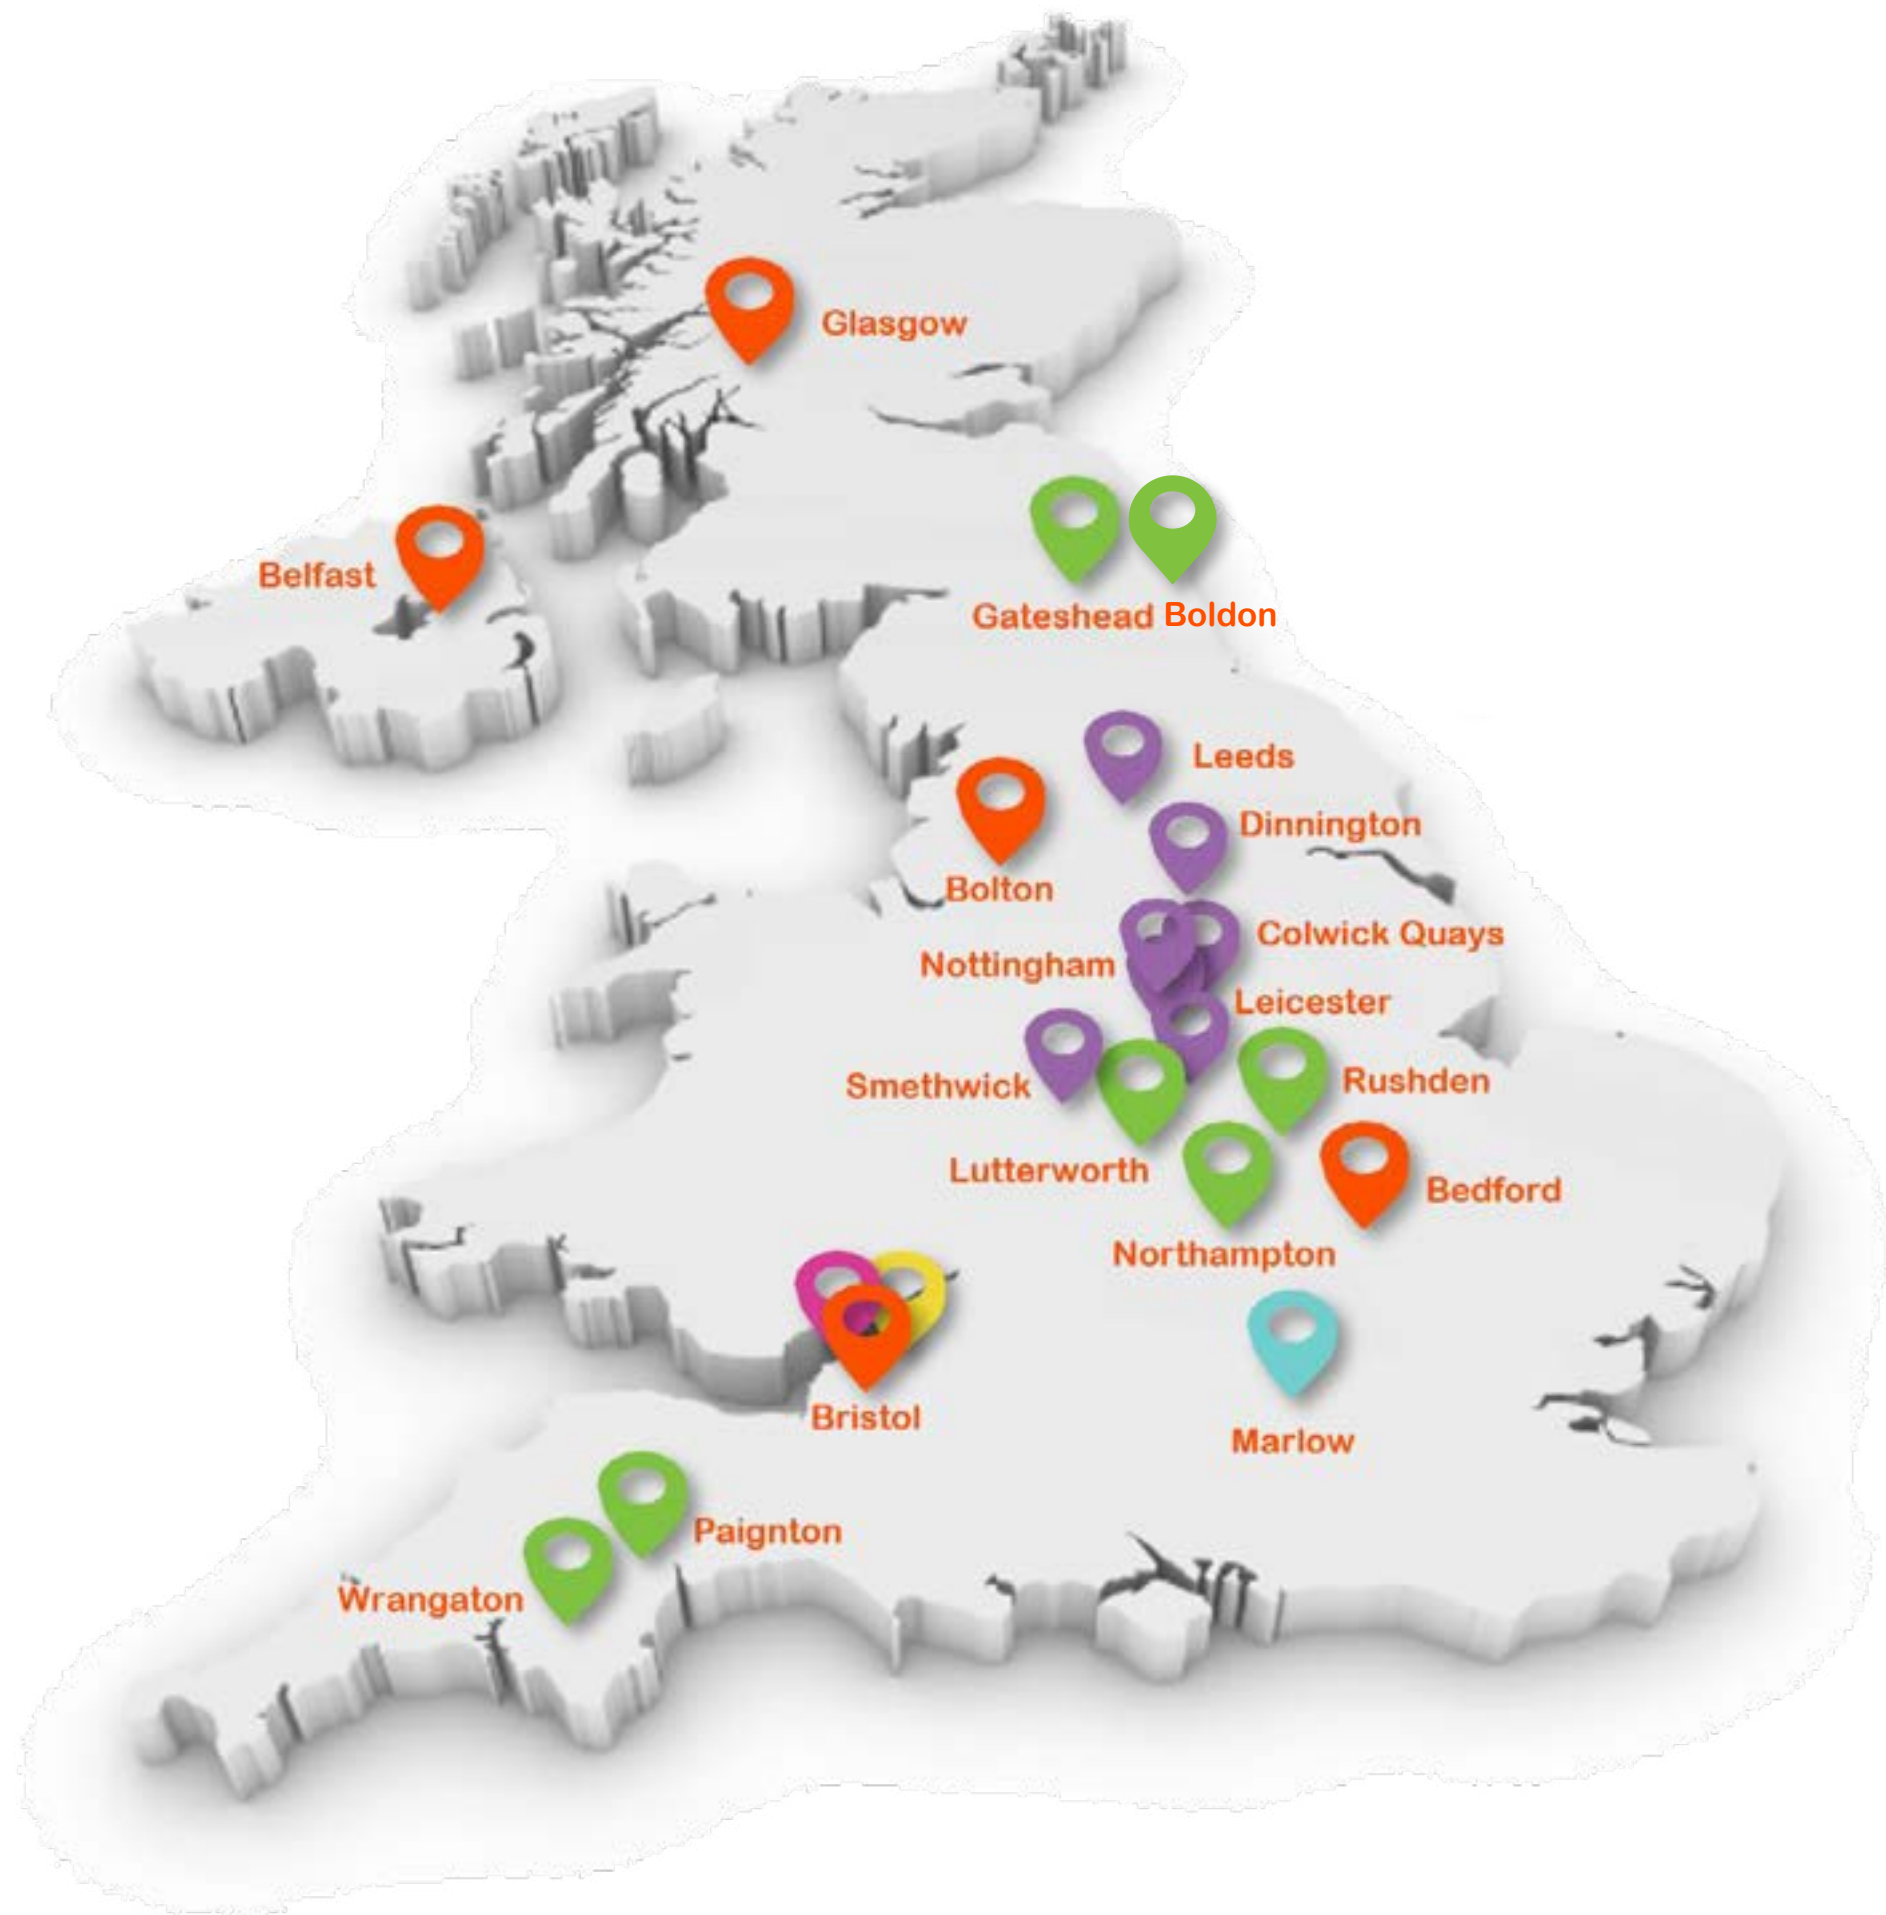 Glasgow
Belfast
Gateshead Boldon
Leeds
Dinnington
Bolton
Colwick Quays
Nottingham
Leicester
Smethwick
Rushden
Lutterworth
Bedford
Northampton
Bristol
Marlow
Paignton
Wrangaton